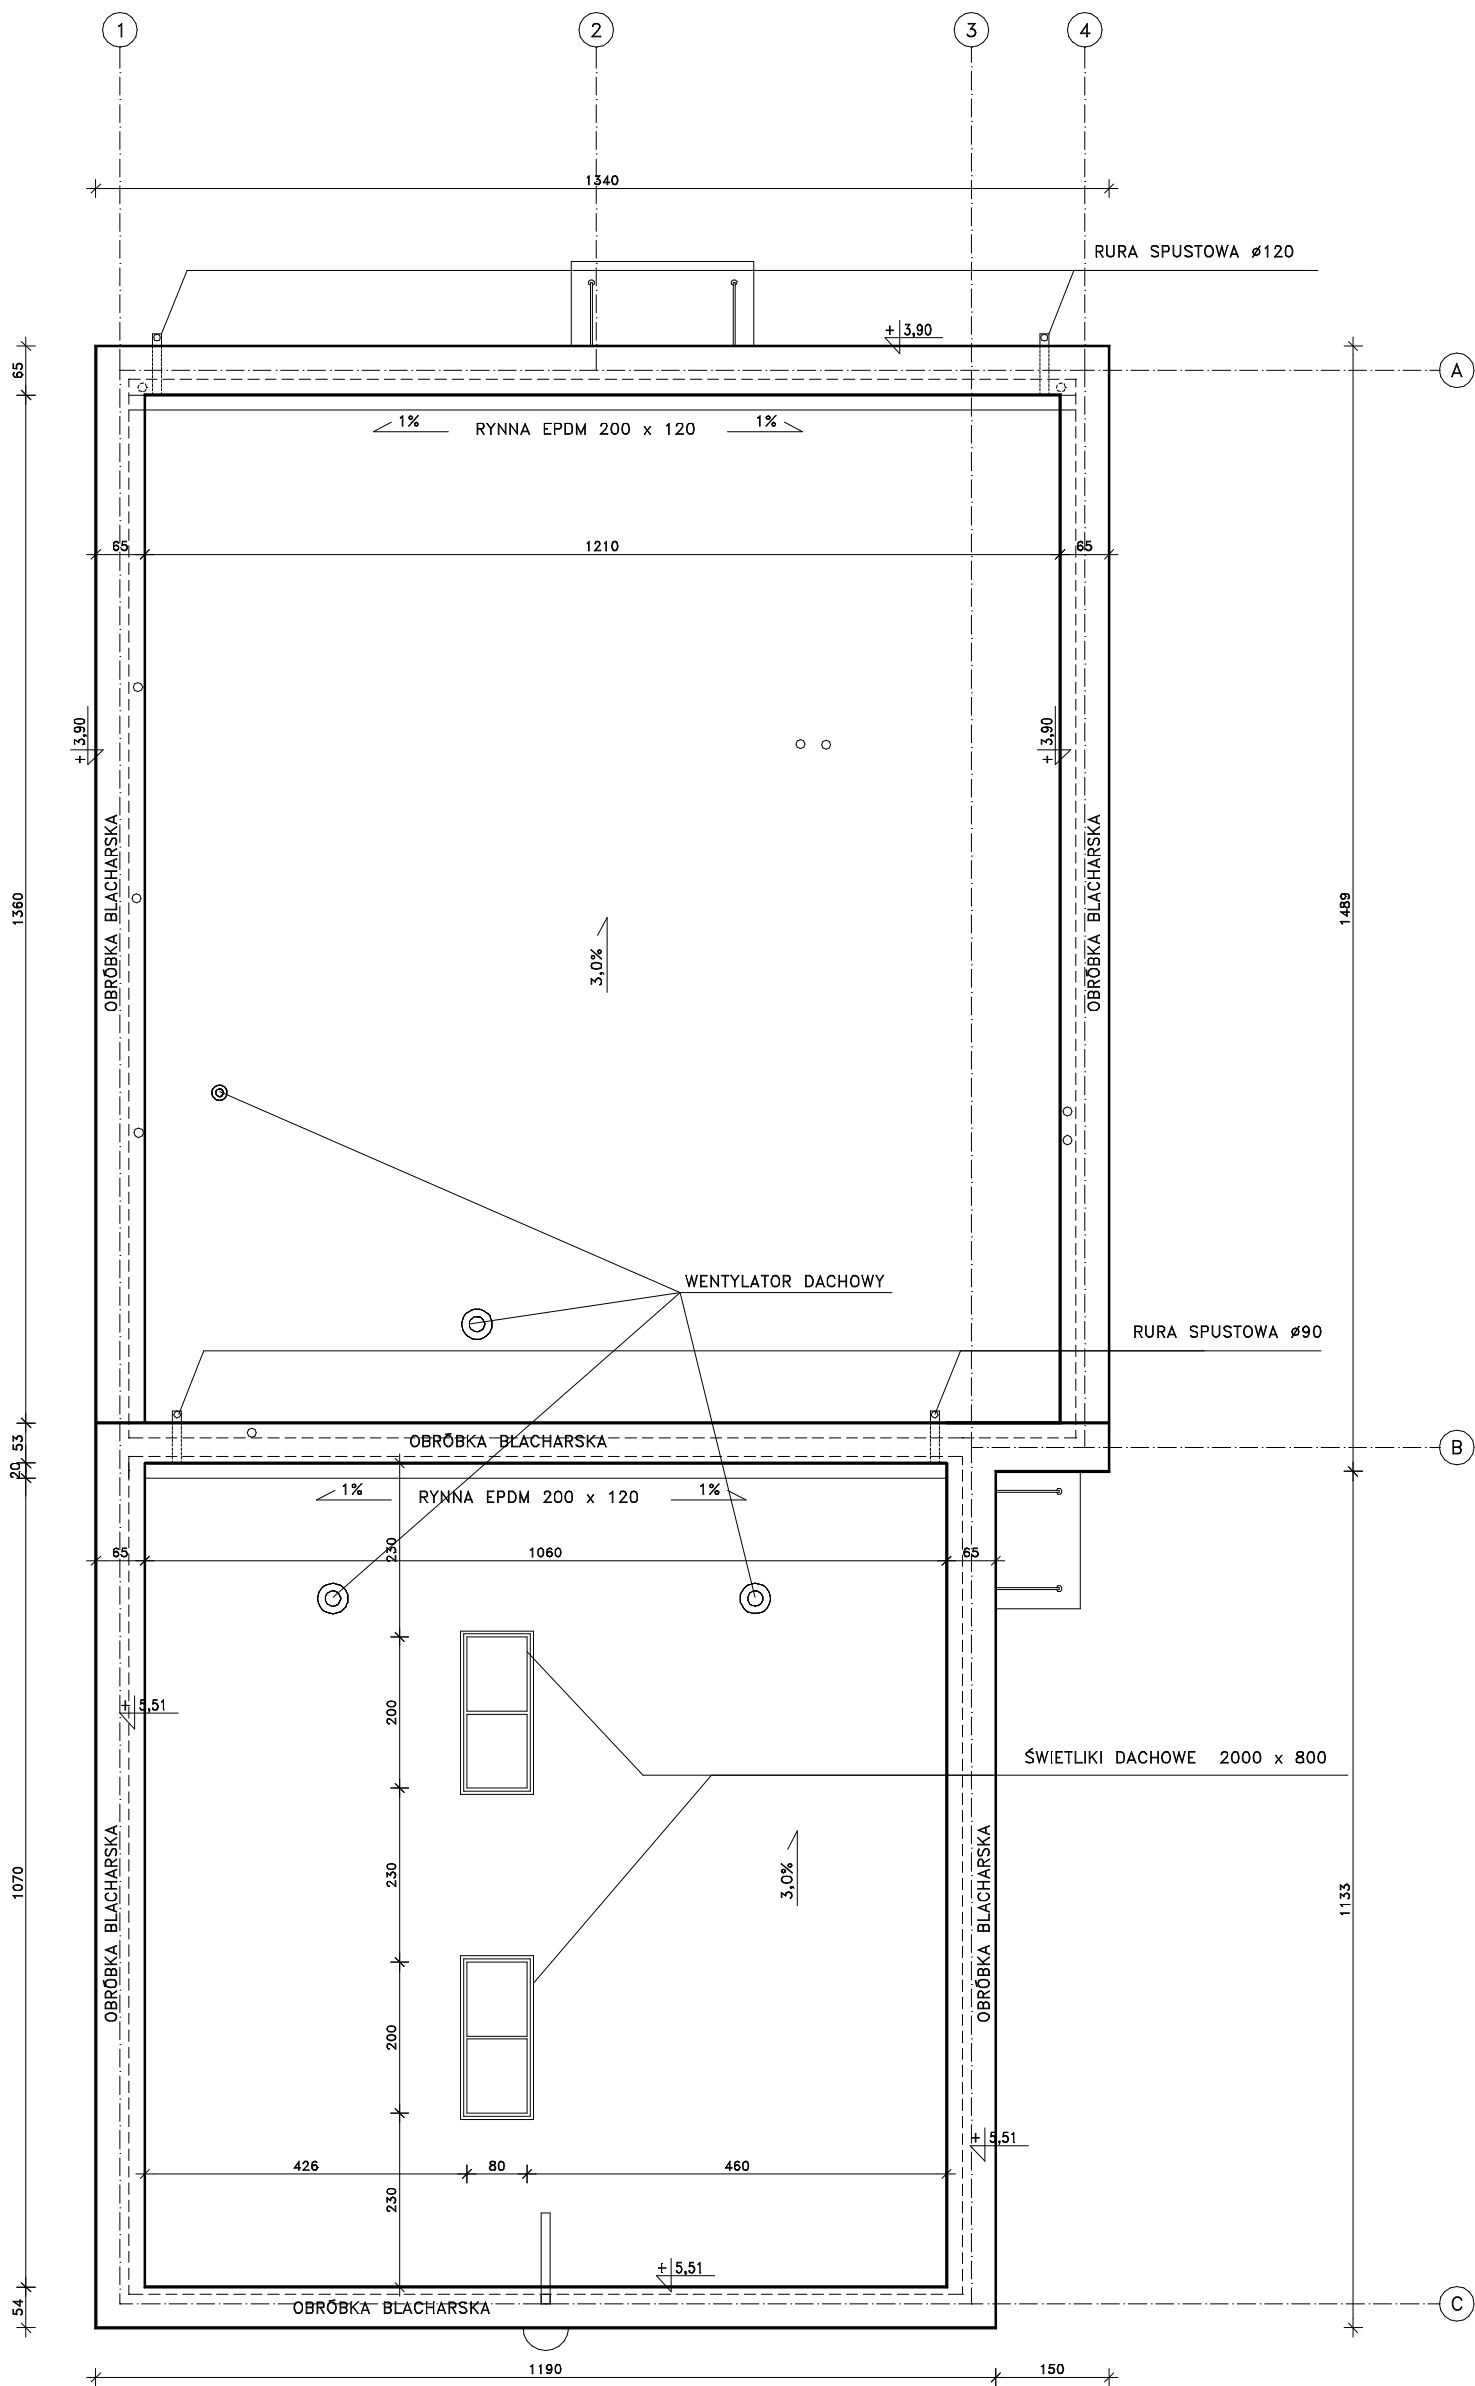 1
2
3
4
1340
RURA SPUSTOWA ø120
+ 3,90
65
A
1%
RYNNA EPDM 200 x 120
1%
65
1210
65
+ 3,90
+ 3,90
OBRÓBKA BLACHARSKA
OBRÓBKA BLACHARSKA
1360
1489
3,0%
WENTYLATOR DACHOWY
RURA SPUSTOWA ø90
53
OBRÓBKA BLACHARSKA
B
20
1%
RYNNA EPDM 200 x 120
1%
230
65
1060
65
+ 5,51
200
ŚWIETLIKI DACHOWE 2000 x 800
OBRÓBKA BLACHARSKA
1070
230
3,0%
OBRÓBKA BLACHARSKA
1133
200
+ 5,51
426
80
460
230
+ 5,51
54
OBRÓBKA BLACHARSKA
C
1190
150